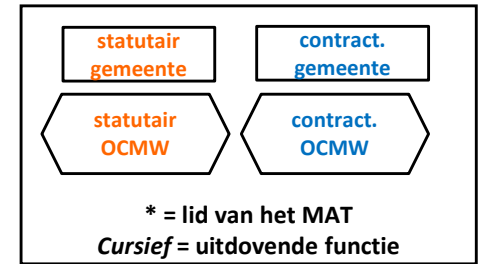 statutair
gemeente
contract.
gemeente
statutair
OCMW
contract.
OCMW
* = lid van het MAT
Cursief = uitdovende functie